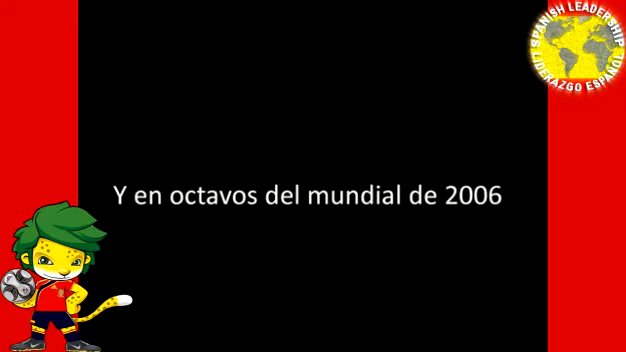 SPANISH LEADERSHIP
LIDERAZGO ESPAÑOL
Y en octavos del mundial de 2006